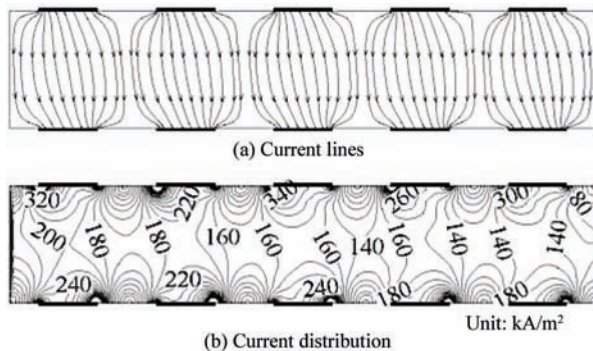 (a) Current lines
320 220 340 260 300 80
200 180 180 160 160 160 140 160 140 140 140
240 220 240 180 180
Unit: kA/m²
(b) Current distribution